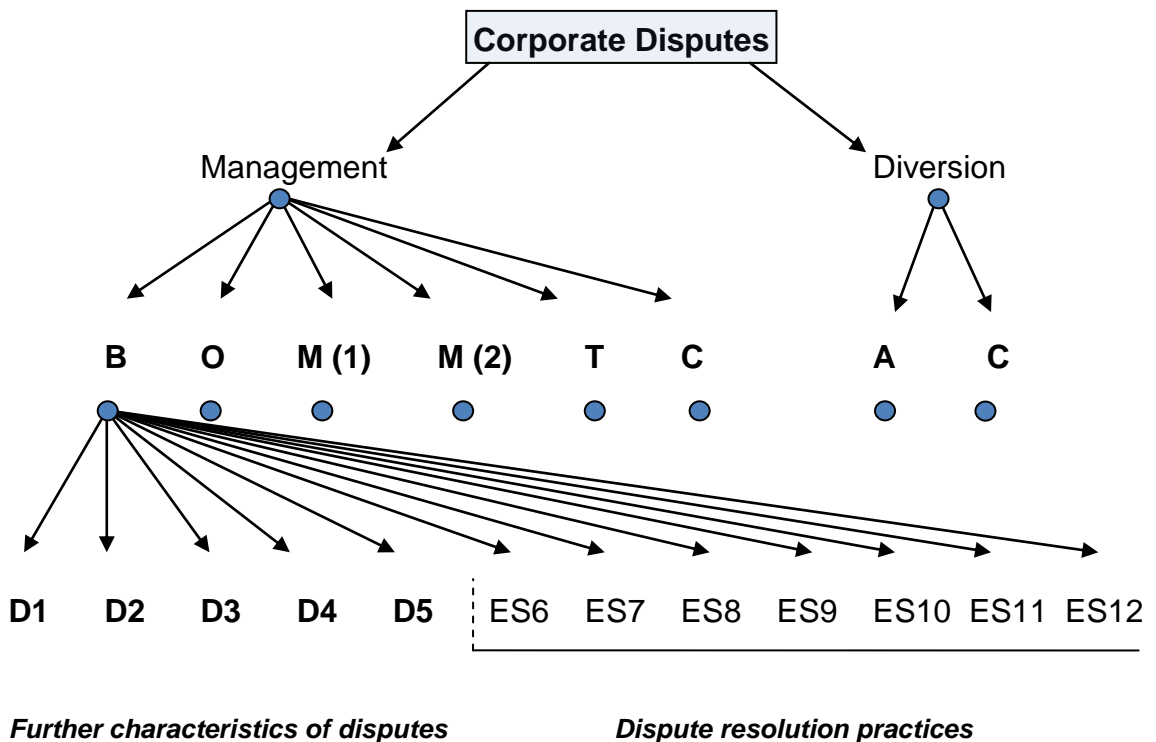 Corporate Disputes
Management Diversion
B O M (1) M (2) T C A C
D1 D2 D3 D4 D5 ES6 ES7 ES8 ES9 ES10 ES11 ES12
Further characteristics of disputes Dispute resolution practices